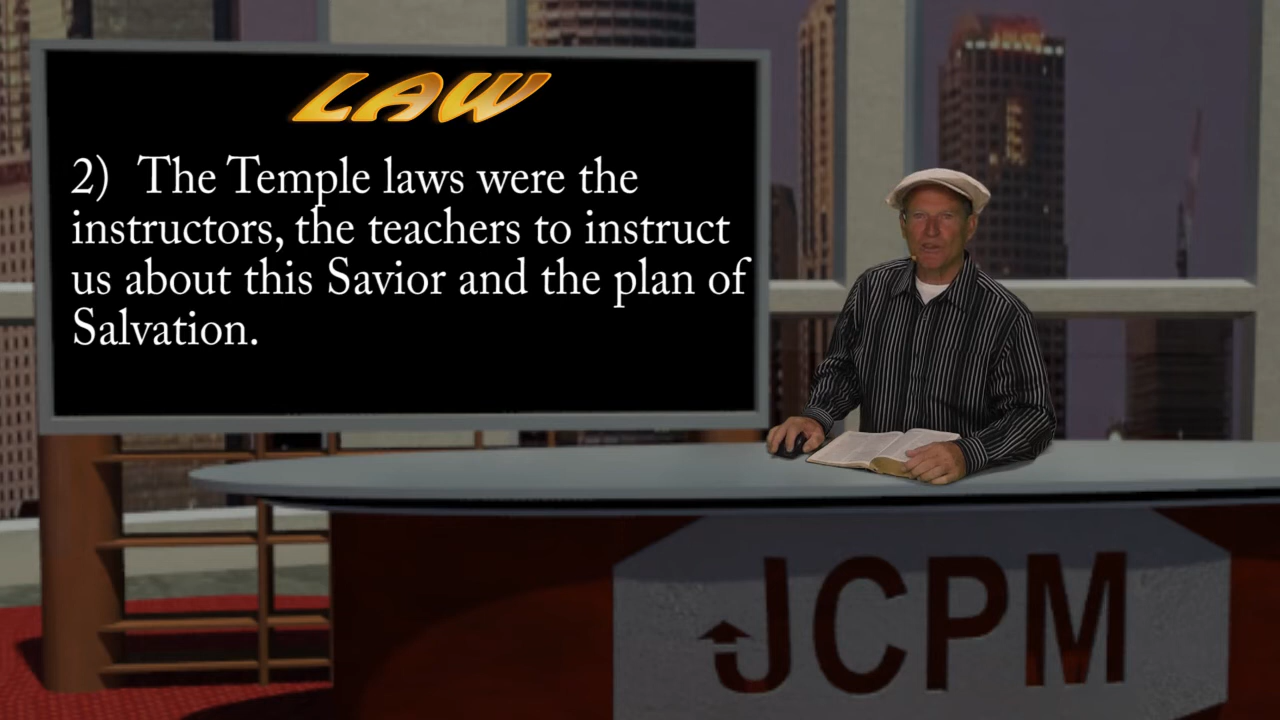 LAW
2) The Temple laws were the
instructors, the teachers to instruct
us about this Savior and the plan of
Salvation.
JCPM